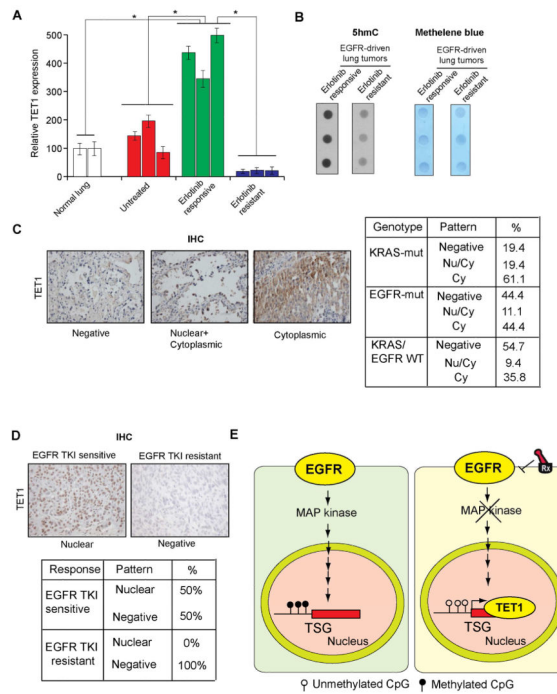 A
Relative TET1 expression
600
500
400
300
200
100
0
*
*
*
Normal lung
Untreated
Erlotinib responsive
Erlotinib resistant
B
5hmC
Methelene blue
EGFR-driven lung tumors
EGFR-driven lung tumors
Erlotinib responsive
Erlotinib resistant
Erlotinib responsive
Erlotinib resistant
C
IHC
TET1
Negative
Nuclear+
Cytoplasmic
Cytoplasmic
Genotype Pattern %
KRAS-mut Negative 19.4
Nu/Cy 19.4
Cy 61.1
EGFR-mut Negative 44.4
Nu/Cy 11.1
Cy 44.4
KRAS/ Negative 54.7
EGFR WT Nu/Cy 9.4
Cy 35.8
D
IHC
EGFR TKI sensitive EGFR TKI resistant
TET1
Nuclear Negative
Response Pattern %
EGFR TKI Nuclear 50%
sensitive Negative 50%
EGFR TKI Nuclear 0%
resistant Negative 100%
E
EGFR
MAP kinase
TSG
Nucleus
EGFR
Rx
MAP kinase
TET1
TSG
Nucleus
Unmethylated CpG Methylated CpG